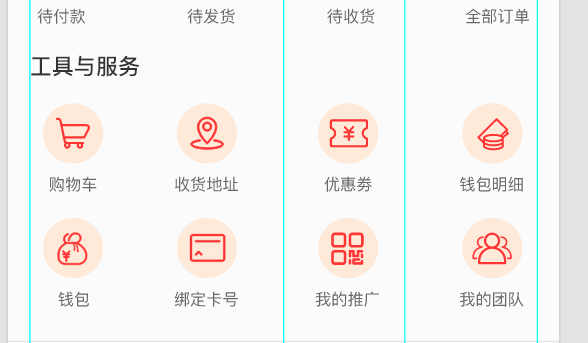 待付款 待发货 待收货 全部订单
工具与服务
购物车 收货地址 优惠券 钱包明细
钱包 绑定卡号 我的推广 我的团队